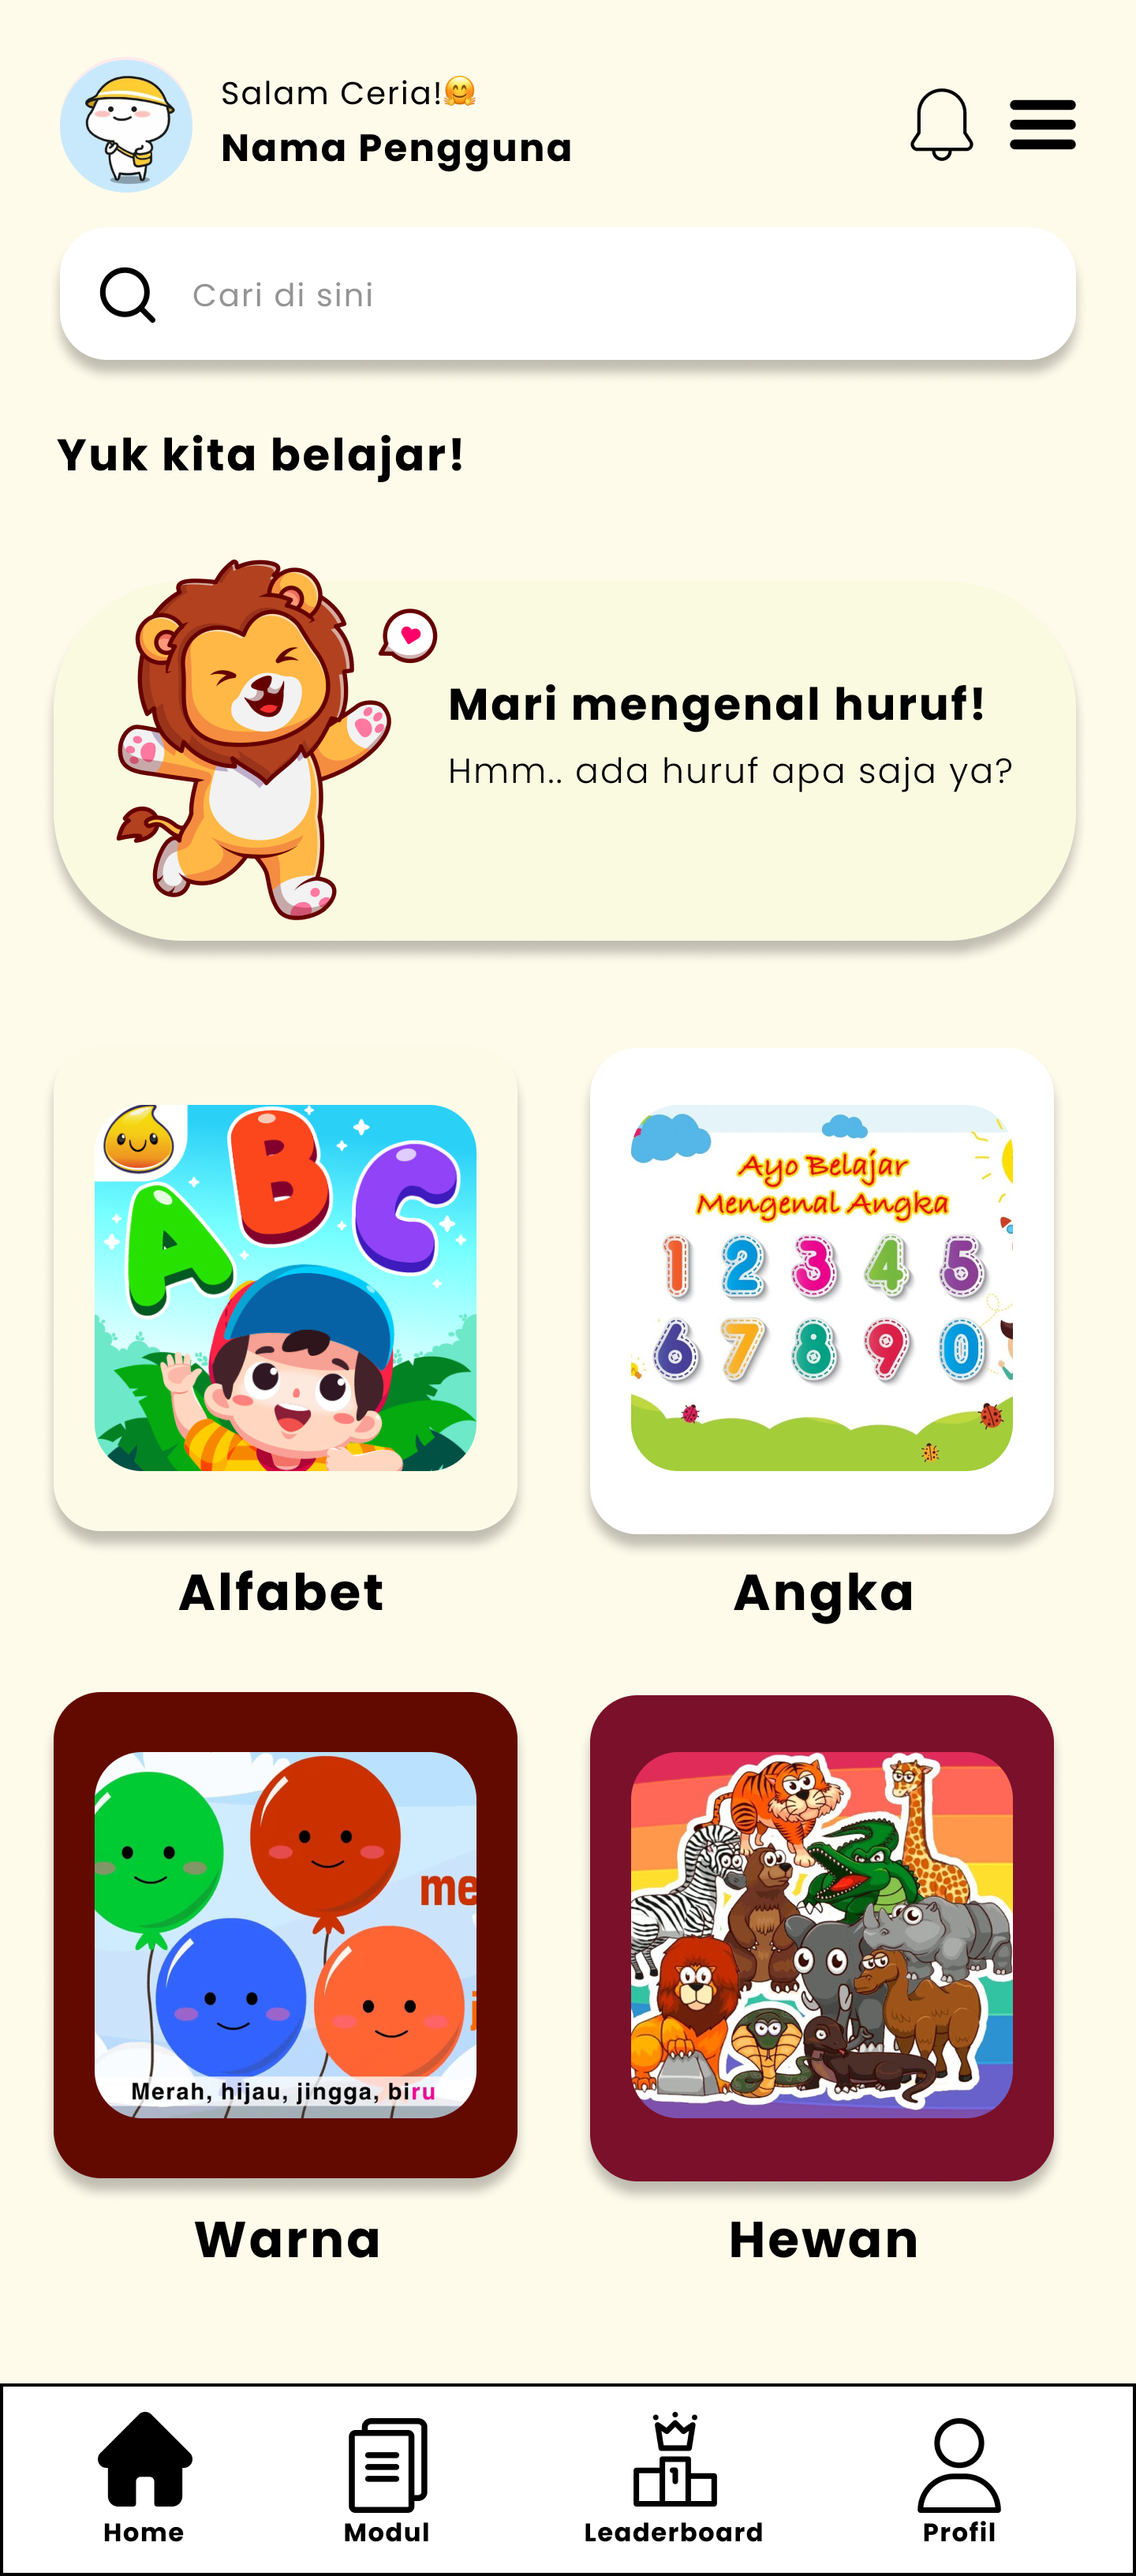 Salam Ceria!🤗
Nama Pengguna
Cari di sini
Yuk kita belajar!
Mari mengenal huruf!
Hmm.. ada huruf apa saja ya?
A B C
Ayo Belajar
Mengenal Angka
1 2 3 4 5
6 7 8 9 0
Alfabet
Angka
me
j
Merah, hijau, jingga, biru
Warna
Hewan
1
Home
Modul
Leaderboard
Profil